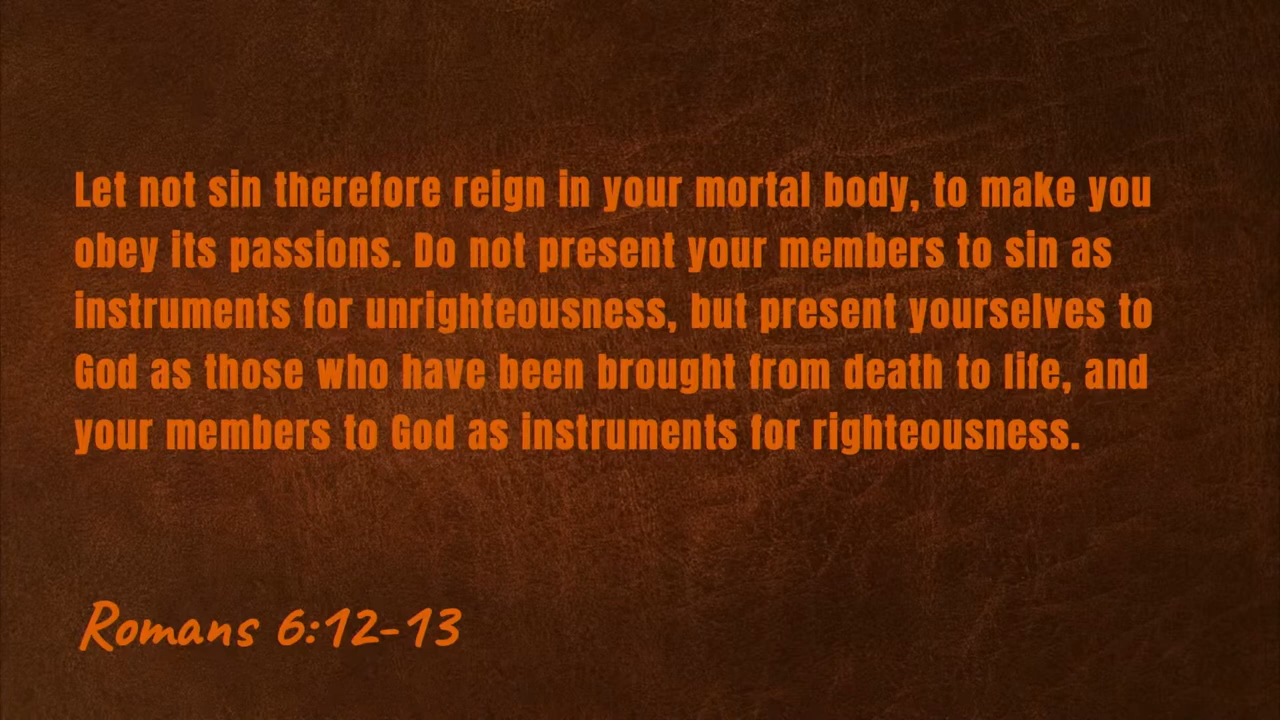 Let not sin therefore reign in your mortal body, to make you
obey its passions. Do not present your members to sin as
instruments for unrighteousness, but present yourselves to
God as those who have been brought from death to life, and
your members to God as instruments for righteousness.
Romans 6:12-13